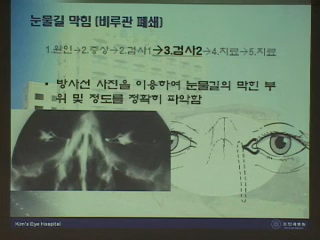 눈물길 막힘 (비루관 폐쇄)
1.원인→2.증상→2.검사1→3.검사2→4.치료→5.치료
• 방사선 사진을 이용하여 눈물길의 막힌 부
위 및 정도를 정확히 파악함
Kim's Eye Hospital